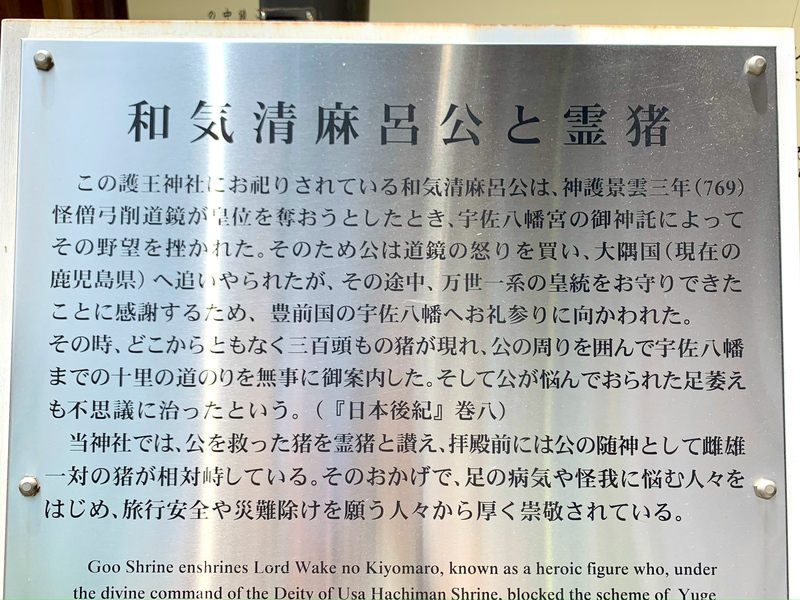 和気清麻呂公と霊猪
この護王神社にお祀りされている和気清麻呂公は、神護景雲三年(769)
怪僧弓削道鏡が皇位を奪おうとしたとき、宇佐八幡宮の御神託によって
その野望を挫かれた。そのため公は道鏡の怒りを買い、大隅国(現在の
鹿児島県)へ追いやられたが、その途中、万世一系の皇統をお守りできた
ことに感謝するため、豊前国の宇佐八幡へお礼参りに向かわれた。
その時、どこからともなく三百頭もの猪が現れ、公の周りを囲んで宇佐八幡
までの十里の道のりを無事に御案内した。そして公が悩んでおられた足萎え
も不思議に治ったという。(『日本後紀』巻八)
当神社では、公を救った猪を霊猪と讃え、拝殿前には公の随神として雌雄
一対の猪が相対峙している。そのおかげで、足の病気や怪我に悩む人々を
はじめ、旅行安全や災難除けを願う人々から厚く崇敬されている。
Goo Shrine enshrines Lord Wake no Kiyomaro, known as a heroic figure who, under
the divine command of the Deity of Usa Hachiman Shrine, blocked the scheme of Yuge